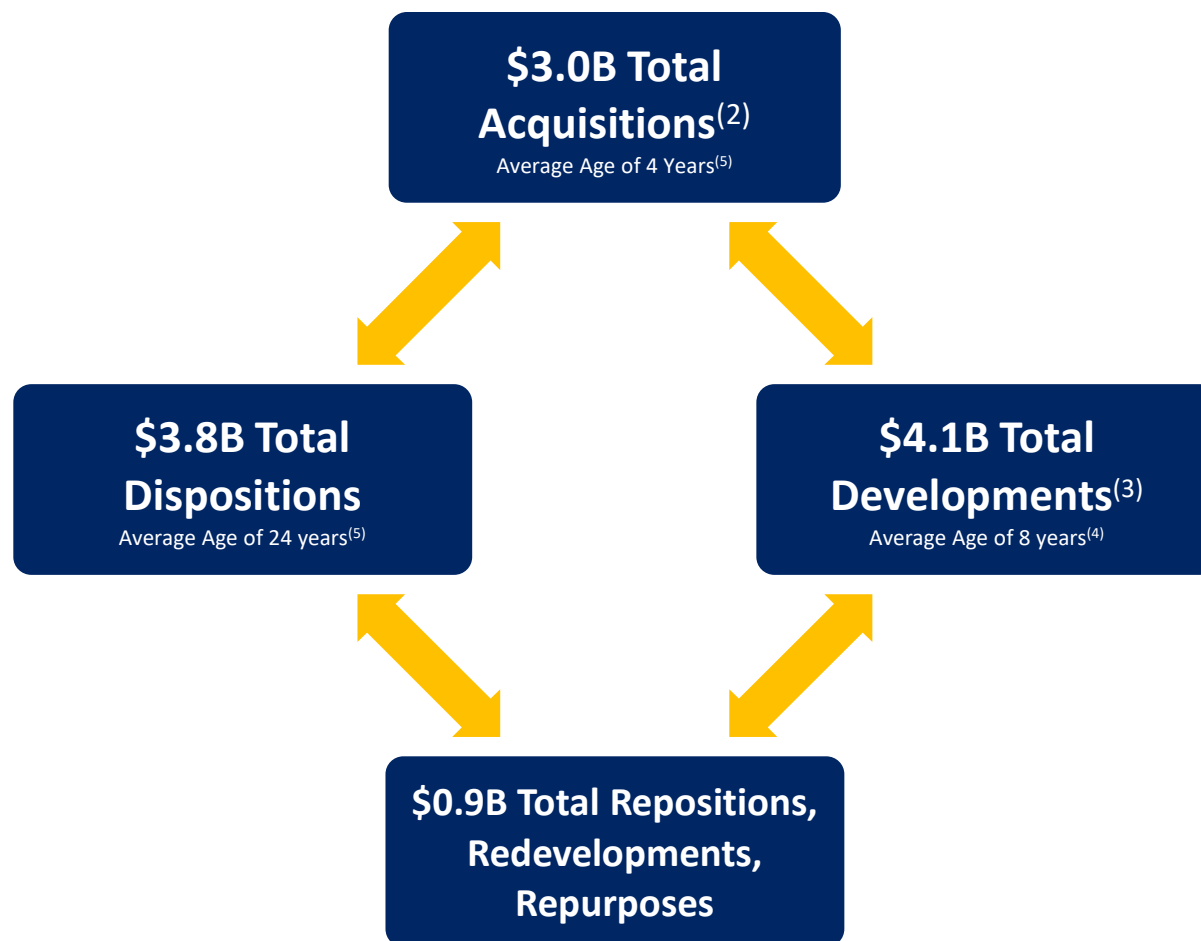 $3.0B Total
Acquisitions(2)
Average Age of 4 Years(5)
$3.8B Total
Dispositions
Average Age of 24 years(5)
$4.1B Total
Developments(3)
Average Age of 8 years(4)
$0.9B Total Repositions,
Redevelopments,
Repurposes